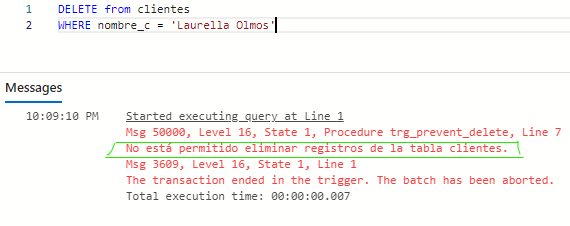 1 DELETE from clientes
2 WHERE nombre_c = 'Laurella Olmos'
Messages
10:09:10 PM Started executing query at Line 1
Msg 50000, Level 16, State 1, Procedure trg_prevent_delete, Line 7
No está permitido eliminar registros de la tabla clientes.
Msg 3609, Level 16, State 1, Line 1
The transaction ended in the trigger. The batch has been aborted.
Total execution time: 00:00:00.007